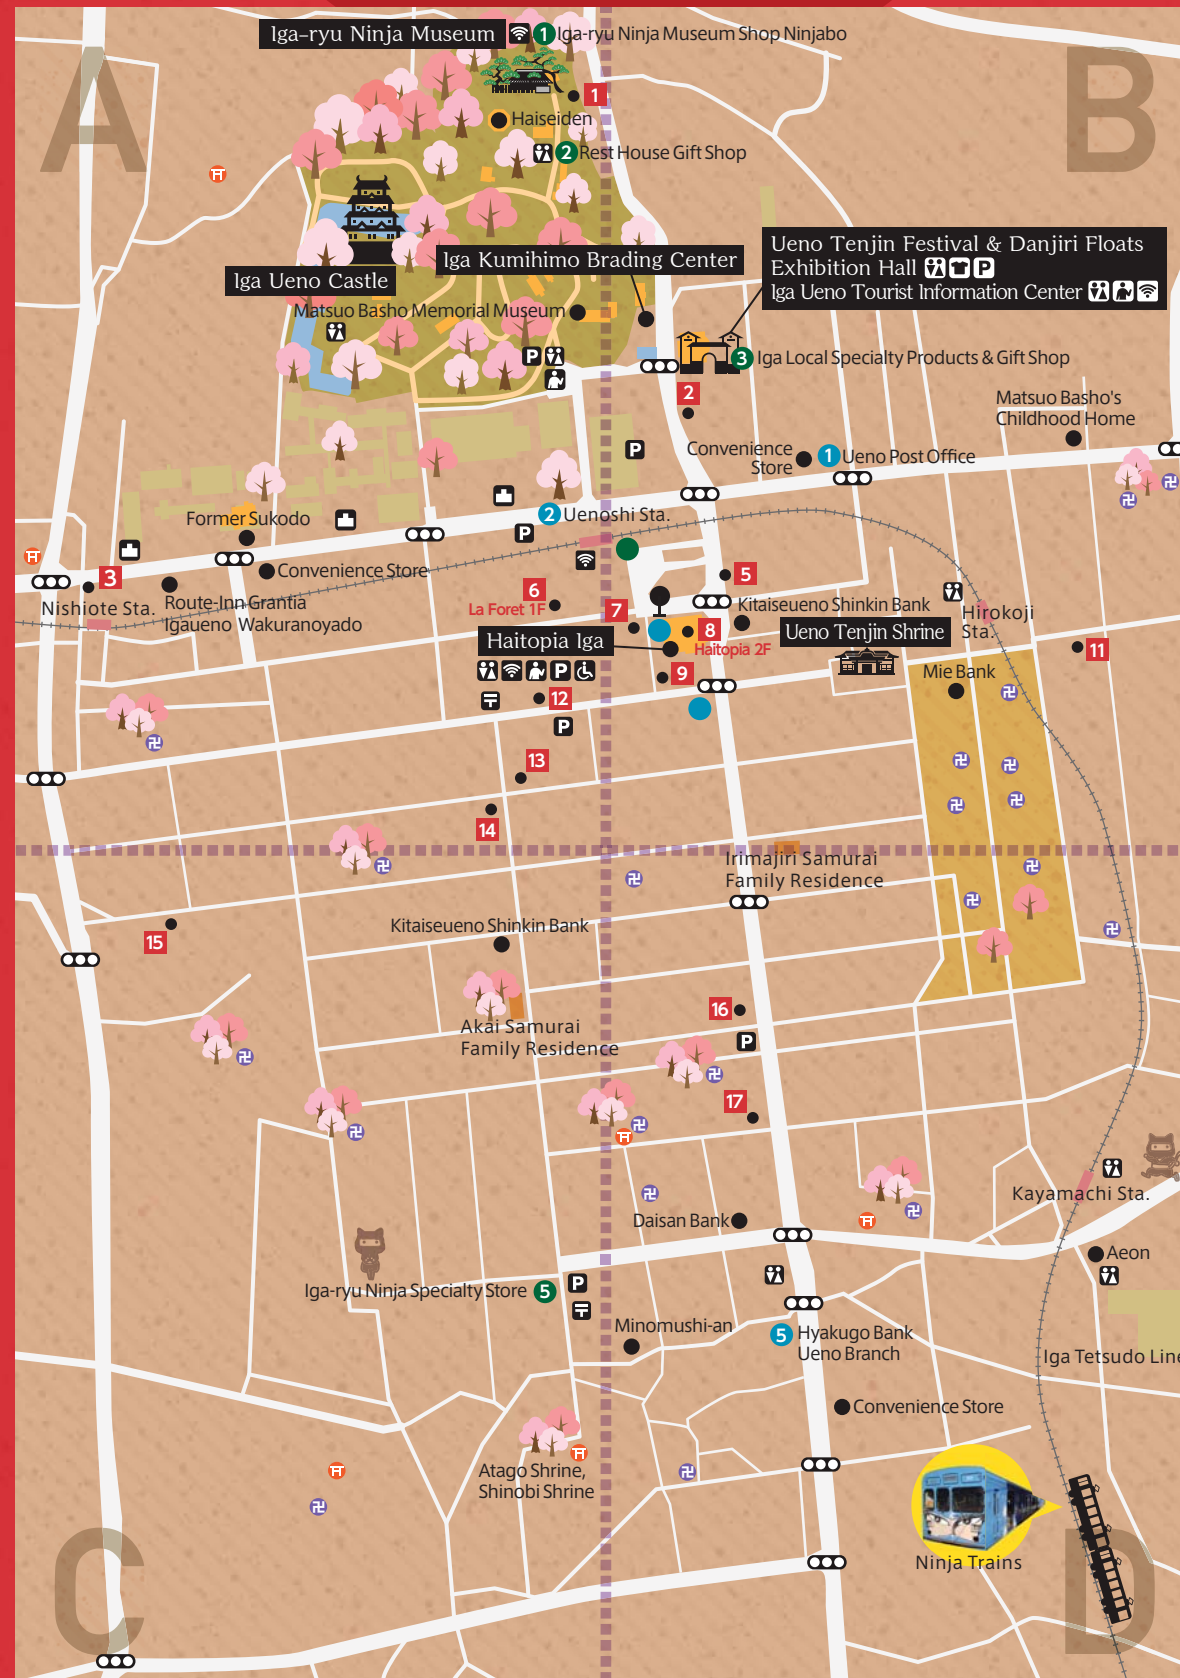 A
B
Iga-ryu Ninja Museum
1 Iga-ryu Ninja Museum Shop Ninjabo
1
Haiseiden
2 Rest House Gift Shop
Ueno Tenjin Festival & Danjiri Floats
Exhibition Hall P
Iga Ueno Tourist Information Center
Iga Kumihimo Brading Center
Iga Ueno Castle
Matsuo Basho Memorial Museum
P
3 Iga Local Specialty Products & Gift Shop
2
Matsuo Basho's
Childhood Home
P
Convenience
Store
1 Ueno Post Office
2 Uenoshi Sta.
Former Sukodo
P
Convenience Store
3
Nishiote Sta.
Route-Inn Grantia
Igaueno Wakuranoyado
5
6
La Foret 1F
7
Kitaiseueno Shinkin Bank
Hirokoji
Sta.
8
Haitopia 2F
Haitopia Iga
P
Ueno Tenjin Shrine
11
9
Mie Bank
12
P
13
14
Irimajiri Samurai
Family Residence
15
Kitaiseueno Shinkin Bank
16
P
Akai Samurai
Family Residence
17
Kayamachi Sta.
Daisan Bank
Aeon
Iga-ryu Ninja Specialty Store 5
P
Minomushi-an
5 Hyakugo Bank
Ueno Branch
Iga Tetsudo Line
Convenience Store
Atago Shrine,
Shinobi Shrine
Ninja Trains
C
D